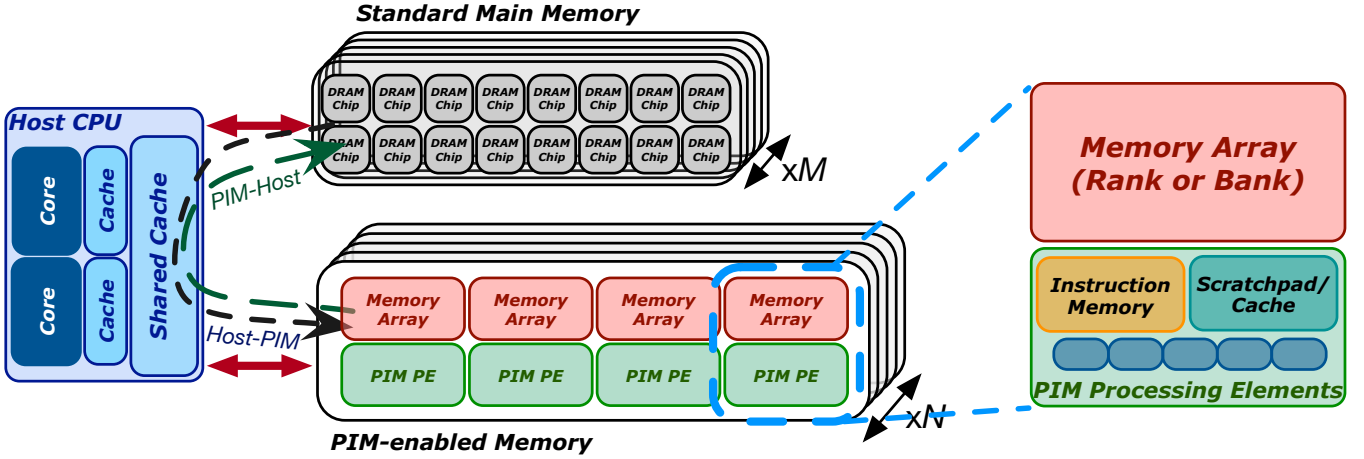 Standard Main Memory
DRAM Chip DRAM Chip DRAM Chip DRAM Chip DRAM Chip DRAM Chip DRAM Chip DRAM Chip
DRAM Chip DRAM Chip DRAM Chip DRAM Chip DRAM Chip DRAM Chip DRAM Chip DRAM Chip
xM
Host CPU
Core
Cache
Core
Cache
Shared Cache
PIM-Host
Host-PIM
Memory Array Memory Array Memory Array Memory Array
PIM PE PIM PE PIM PE PIM PE
xN
PIM-enabled Memory
Memory Array
(Rank or Bank)
Instruction
Memory
Scratchpad/
Cache
PIM Processing Elements